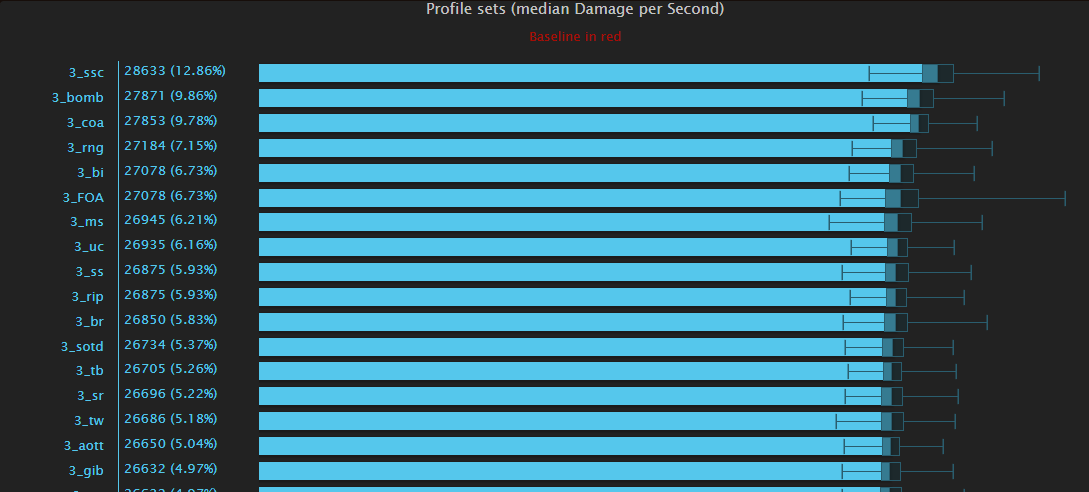 Profile sets (median Damage per Second)
Baseline in red
3_ssc 28633 (12.86%)
3_bomb 27871 (9.86%)
3_coa 27853 (9.78%)
3_rng 27184 (7.15%)
3_bi 27078 (6.73%)
3_FOA 27078 (6.73%)
3_ms 26945 (6.21%)
3_uc 26935 (6.16%)
3_ss 26875 (5.93%)
3_rip 26875 (5.93%)
3_br 26850 (5.83%)
3_sotd 26734 (5.37%)
3_tb 26705 (5.26%)
3_sr 26696 (5.22%)
3_tw 26686 (5.18%)
3_aott 26650 (5.04%)
3_gib 26632 (4.97%)